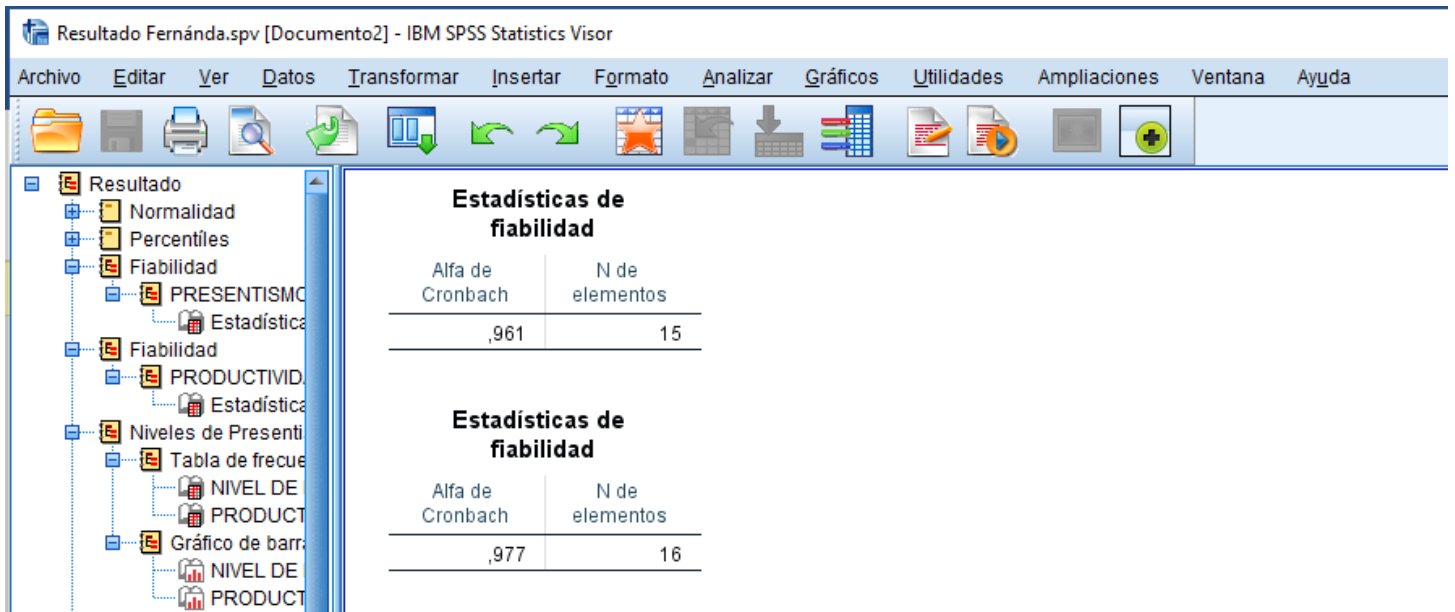 Resultado Fernánda.spv [Documento2] - IBM SPSS Statistics Visor
Archivo Editar Ver Datos Transformar Insertar Formato Analizar Gráficos Utilidades Ampliaciones Ventana Ayuda
Resultado
Normalidad
Percentíles
Fiabilidad
PRESENTISMO
Estadística
Fiabilidad
PRODUCTIVIDA
Estadística
Niveles de Presenti
Tabla de frecue
NIVEL DE
PRODUCT
Gráfico de barra
NIVEL DE
PRODUCT
Estadísticas de
fiabilidad
Alfa de N de
Cronbach elementos
,961 15
Estadísticas de
fiabilidad
Alfa de N de
Cronbach elementos
,977 16